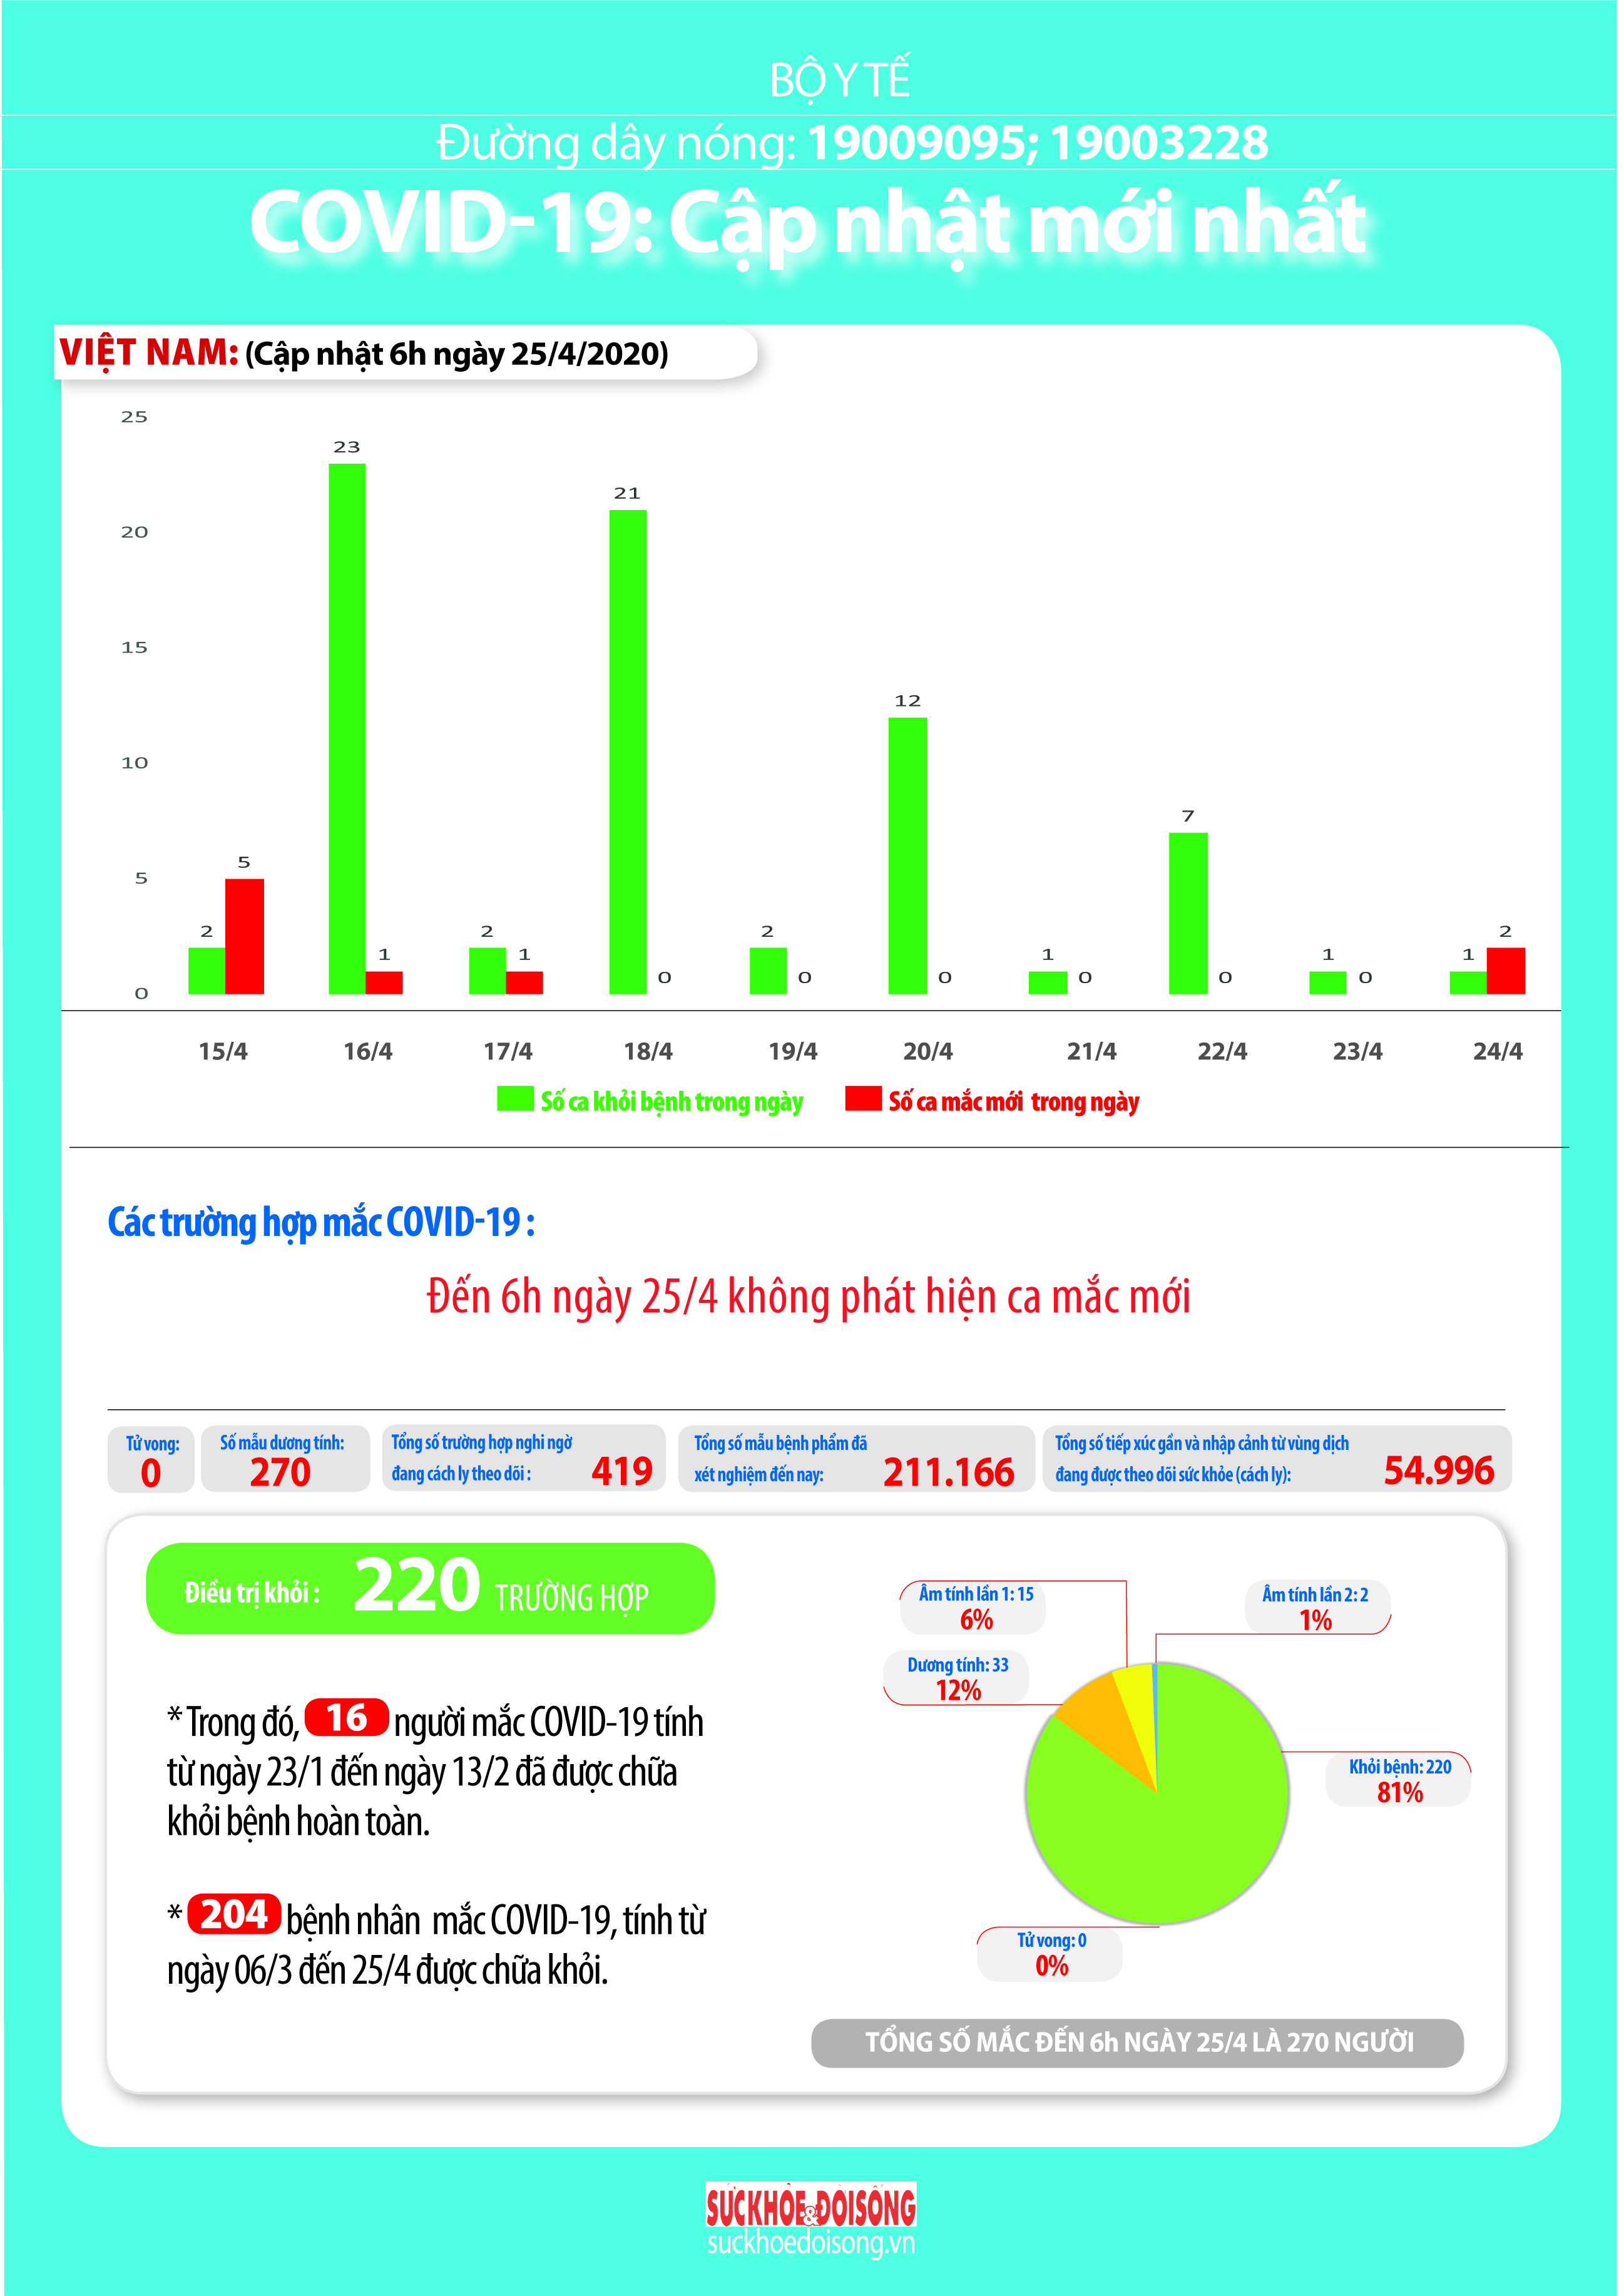 BỘ Y TẾ
Đường dây nóng: 19009095; 19003228
COVID-19: Cập nhật mới nhất
VIỆT NAM: (Cập nhật 6h ngày 25/4/2020)
25
20
15
10
5
0
2 5
23 1
2 1
21 0
2 0
12 0
1 0
7 0
1 0
1 2
15/4 16/4 17/4 18/4 19/4 20/4 21/4 22/4 23/4 24/4
Số ca khỏi bệnh trong ngày Số ca mắc mới trong ngày
Các trường hợp mắc COVID-19 :
Đến 6h ngày 25/4 không phát hiện ca mắc mới
Tử vong:
0
Số mẫu dương tính:
270
Tổng số trường hợp nghi ngờ
đang cách ly theo dõi : 419
Tổng số mẫu bệnh phẩm đã
xét nghiệm đến nay: 211.166
Tổng số tiếp xúc gần và nhập cảnh từ vùng dịch
đang được theo dõi sức khỏe (cách ly): 54.996
Điều trị khỏi : 220 TRƯỜNG HỢP
* Trong đó, 16 người mắc COVID-19 tính
từ ngày 23/1 đến ngày 13/2 đã được chữa
khỏi bệnh hoàn toàn.
* 204 bệnh nhân mắc COVID-19, tính từ
ngày 06/3 đến 25/4 được chữa khỏi.
Âm tính lần 1: 15
6%
Âm tính lần 2: 2
1%
Dương tính: 33
12%
Khỏi bệnh: 220
81%
Tử vong: 0
0%
TỔNG SỐ MẮC ĐẾN 6h NGÀY 25/4 LÀ 270 NGƯỜI
SỨCKHỎE&ĐỜISỐNG
suckhoedoisong.vn